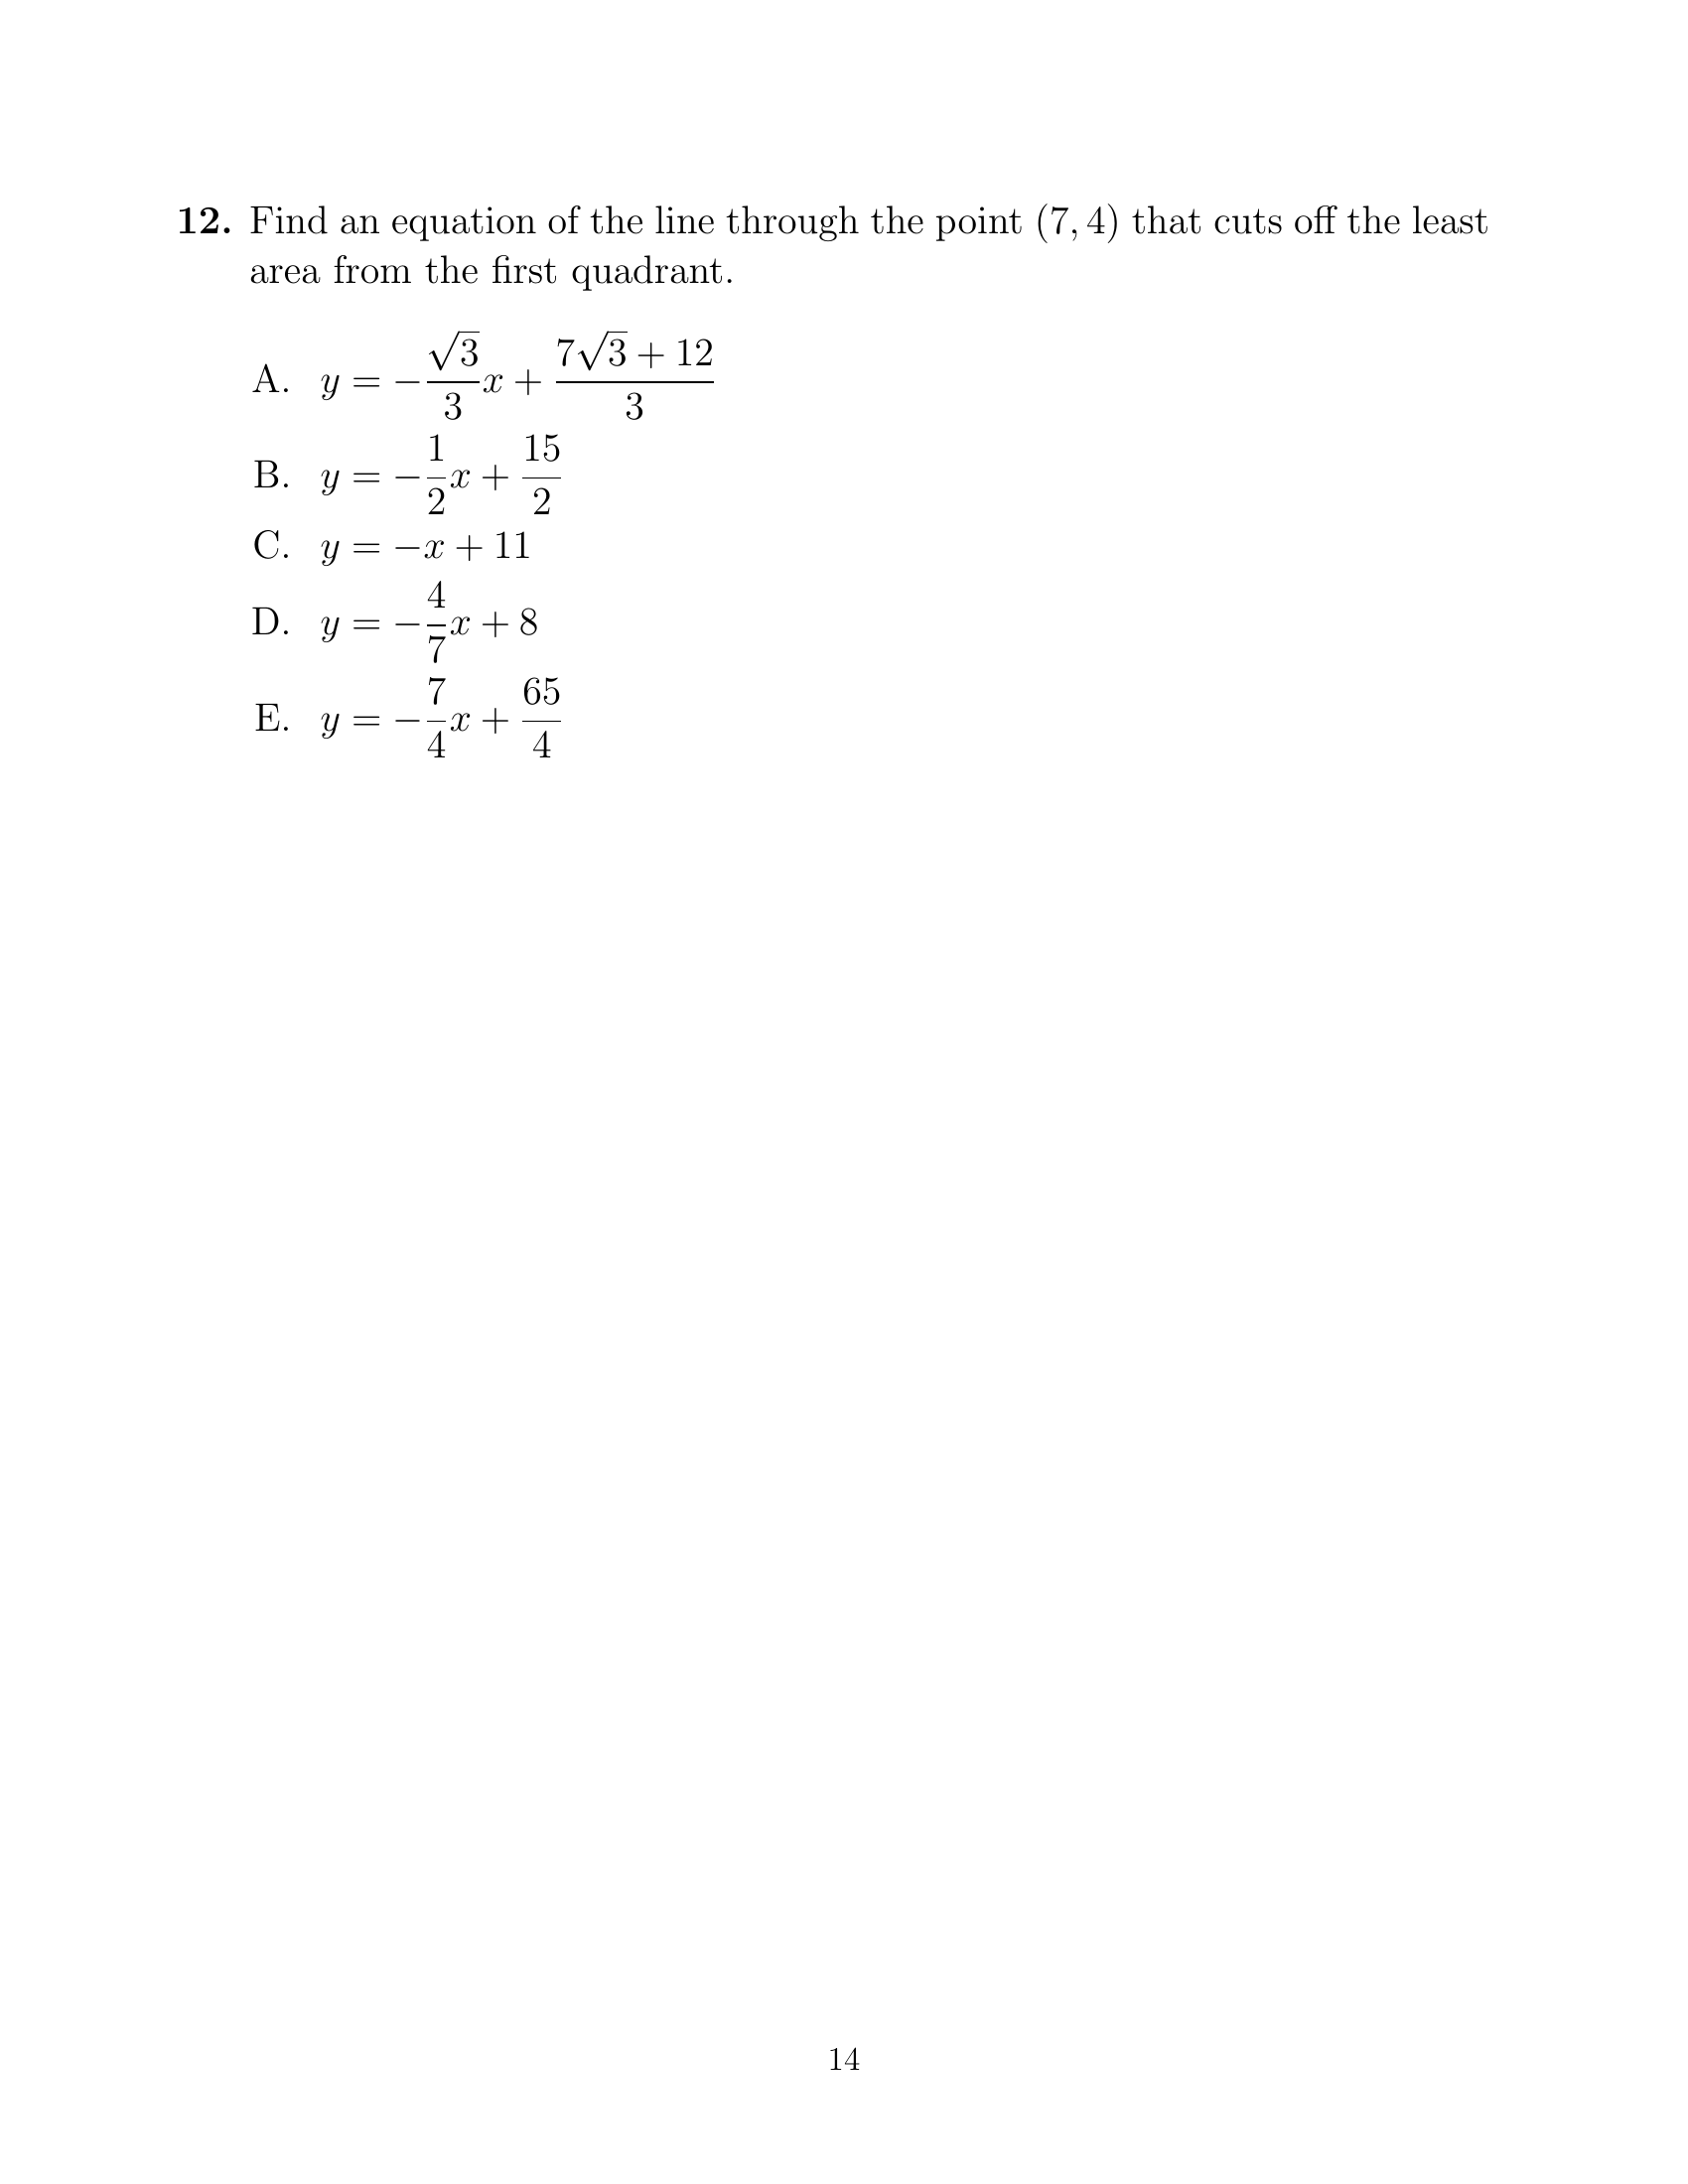 12. Find an equation of the line through the point (7, 4) that cuts off the least
area from the first quadrant.
A. y = −\frac{\sqrt{3}}{3}x + \frac{7\sqrt{3} + 12}{3}
B. y = −\frac{1}{2}x + \frac{15}{2}
C. y = −x + 11
D. y = −\frac{4}{7}x + 8
E. y = −\frac{7}{4}x + \frac{65}{4}
14